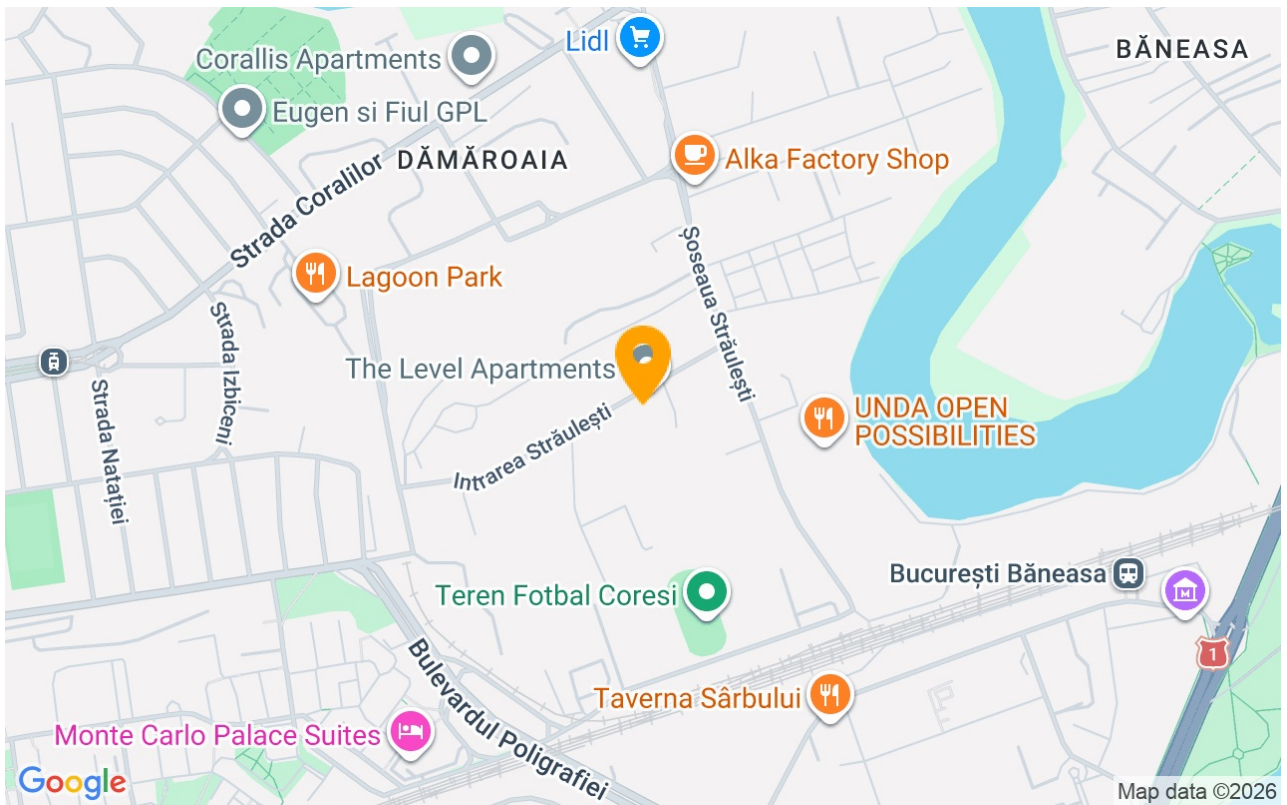 Lidl
BĂNEASA
Corallis Apartments
Eugen si Fiul GPL
DĂMĂROAIA
Alka Factory Shop
Strada Coralilor
Lagoon Park
Șoseaua Străulești
Strada Izbiceni
The Level Apartments
Strada Natației
UNDA OPEN
POSSIBILITIES
Intrarea Străulești
București Băneasa
M
Teren Fotbal Coresi
1
Bulevardul Poligrafiei
Taverna Sârbului
Monte Carlo Palace Suites
Google
Map data ©2026